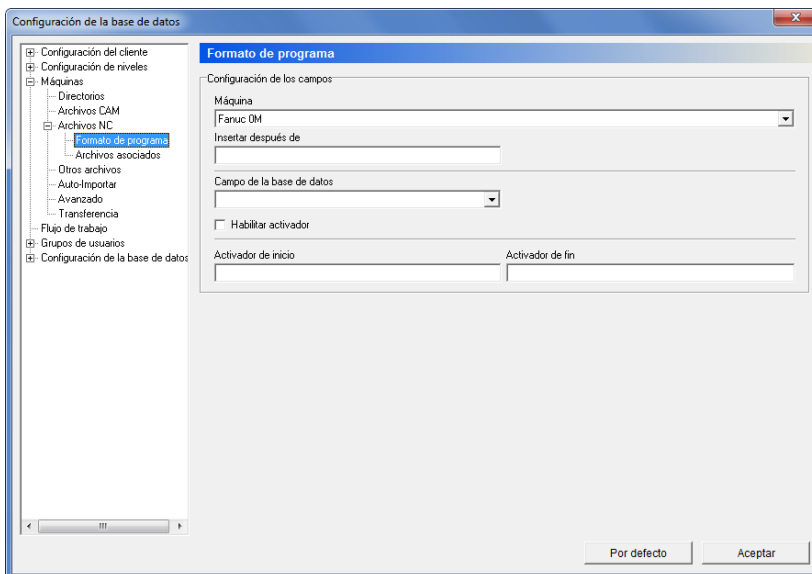 Configuración de la base de datos
Configuración del cliente
Configuración de niveles
Máquinas
Directorios
Archivos CAM
Archivos NC
Formato de programa
Archivos asociados
Otros archivos
Auto-Importar
Avanzado
Transferencia
Flujo de trabajo
Grupos de usuarios
Configuración de la base de datos
Formato de programa
Configuración de los campos
Máquina
Fanuc 0M
Insertar después de
Campo de la base de datos
Habilitar activador
Activador de inicio Activador de fin
Por defecto Aceptar